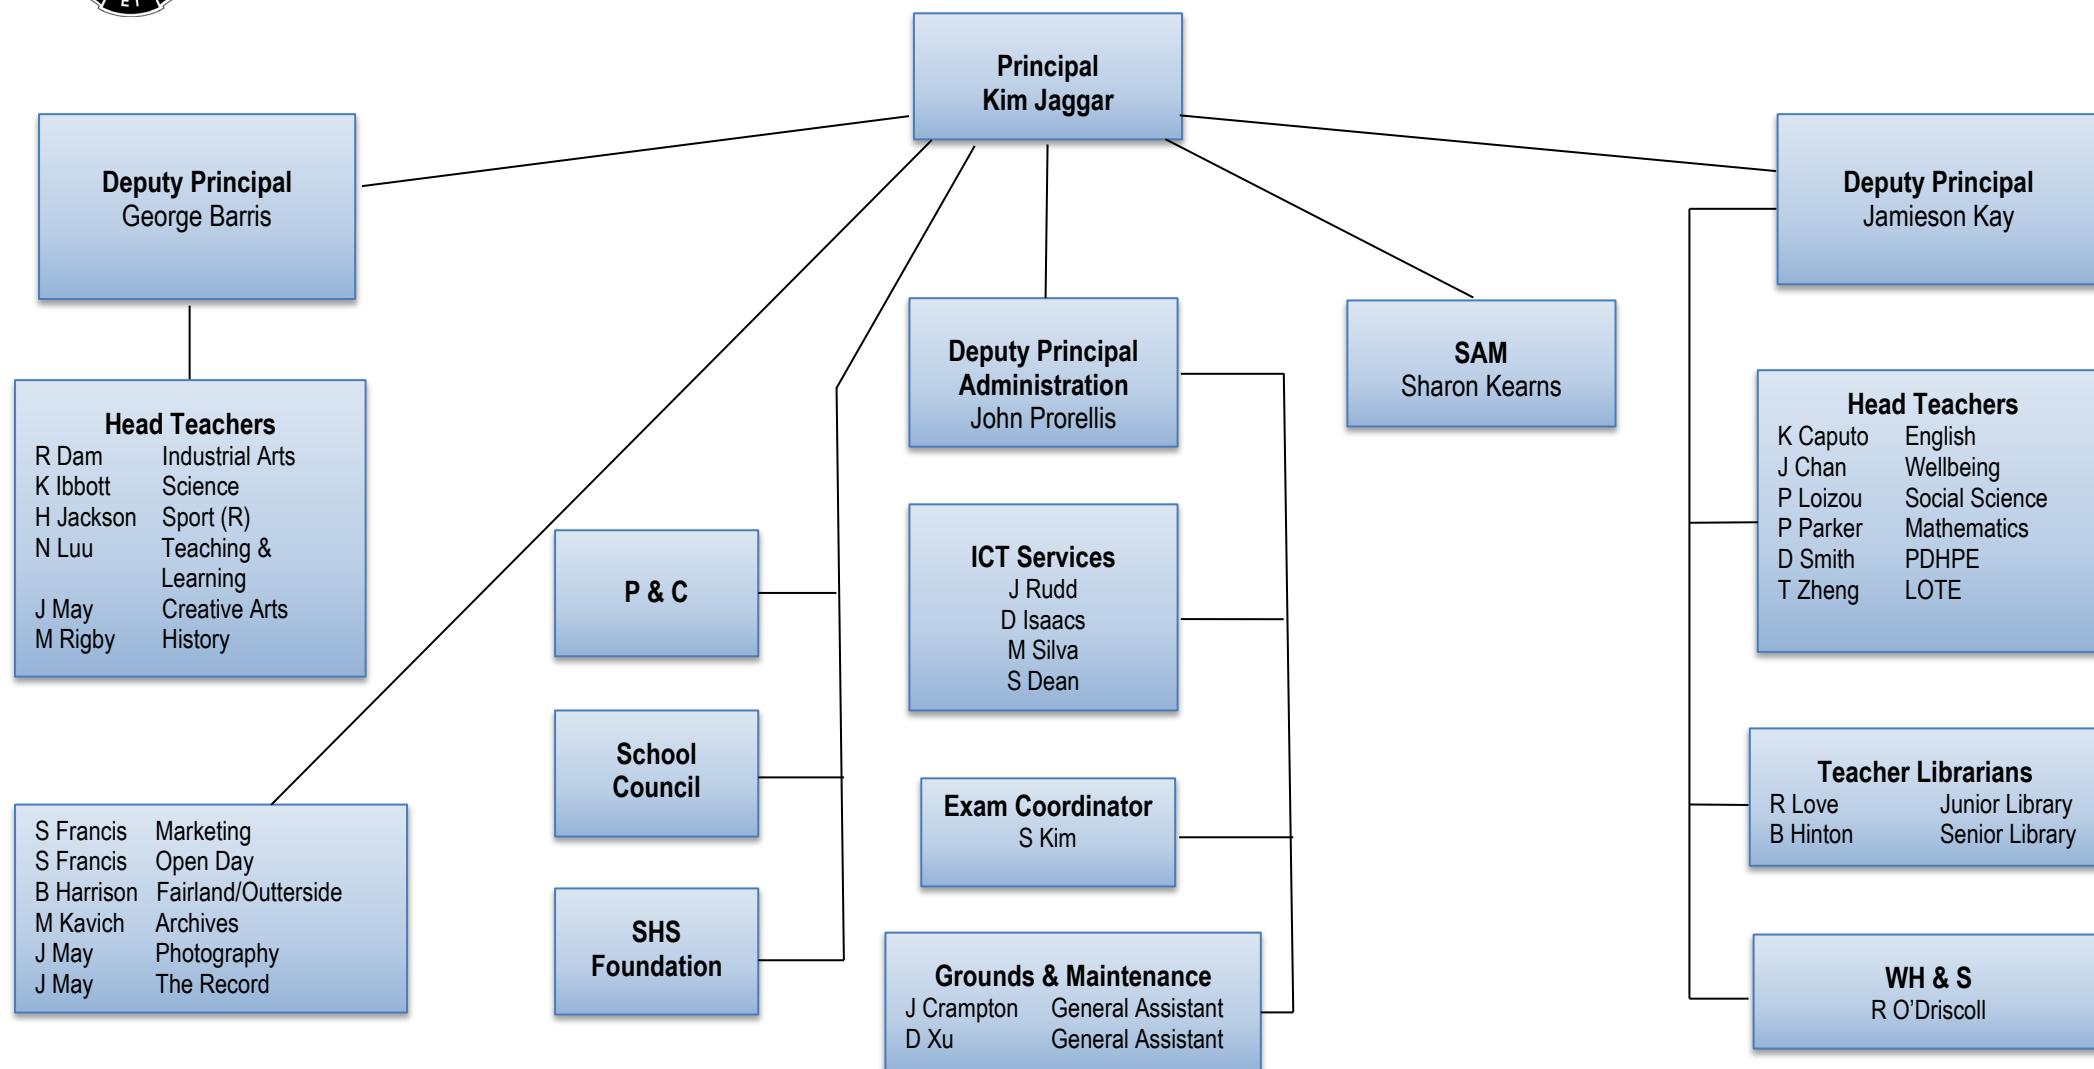 ET
Principal
Kim Jaggar
Deputy Principal
George Barris
Deputy Principal
Jamieson Kay
Deputy Principal
Administration
John Prorellis
SAM
Sharon Kearns
Head Teachers
R Dam Industrial Arts
K Ibbott Science
H Jackson Sport (R)
N Luu Teaching &
Learning
J May Creative Arts
M Rigby History
Head Teachers
K Caputo English
J Chan Wellbeing
P Loizou Social Science
P Parker Mathematics
D Smith PDHPE
T Zheng LOTE
ICT Services
J Rudd
D Isaacs
M Silva
S Dean
P & C
School
Council
SHS
Foundation
Exam Coordinator
S Kim
Teacher Librarians
R Love Junior Library
B Hinton Senior Library
S Francis Marketing
S Francis Open Day
B Harrison Fairland/Outterside
M Kavich Archives
J May Photography
J May The Record
Grounds & Maintenance
J Crampton General Assistant
D Xu General Assistant
WH & S
R O’Driscoll